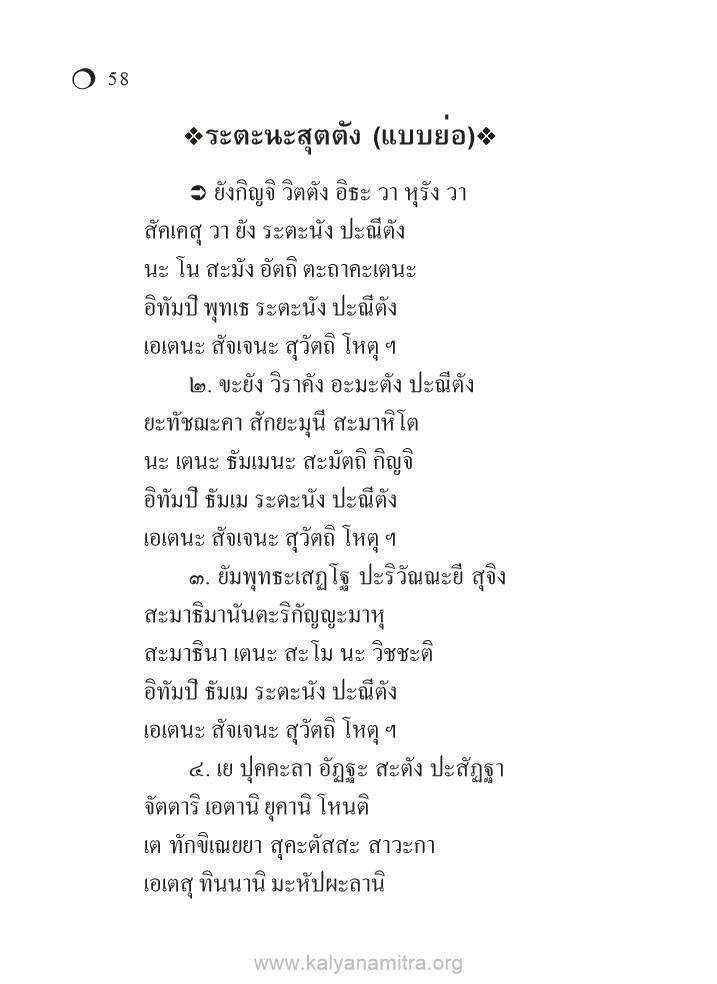 58
❖ระตะนะสุตตัง (แบบย่อ)❖
➲ ยังกิญจิ วิตตัง อิธะ วา หุรัง วา
สัคเคสุ วา ยัง ระตะนัง ปะณีตัง
นะ โน สะมัง อัตถิ ตะถาคะเตนะ
อิทัมปี พุทเธ ระตะนัง ปะณีตัง
เอเตนะ สัจเจนะ สุวัตถิ โหตุ ฯ
๒. ขะยัง วิราคัง อะมะตัง ปะณีตัง
ยะทัชฌะคา สักยะมุนี สะมาหิโต
นะ เตนะ ธัมเมนะ สะมัตถิ กิญจิ
อิทัมปี ธัมเม ระตะนัง ปะณีตัง
เอเตนะ สัจเจนะ สุวัตถิ โหตุ ฯ
๓. ยัมพุทธะเสฏโฐ ปะริวัณณะยี สุจิง
สะมาธิมานันตะริกัญญะมาหุ
สะมาธินา เตนะ สะโม นะ วิชชะติ
อิทัมปี ธัมเม ระตะนัง ปะณีตัง
เอเตนะ สัจเจนะ สุวัตถิ โหตุ ฯ
๔. เย ปุคคะลา อัฏฐะ สะตัง ปะสัฏฐา
จัตตาริ เอตานิ ยุคานิ โหนติ
เต ทักขิเณยยา สุคะตัสสะ สาวะกา
เอเตสุ ทินนานิ มะหัปผะลานิ
www.kalyanamitra.org